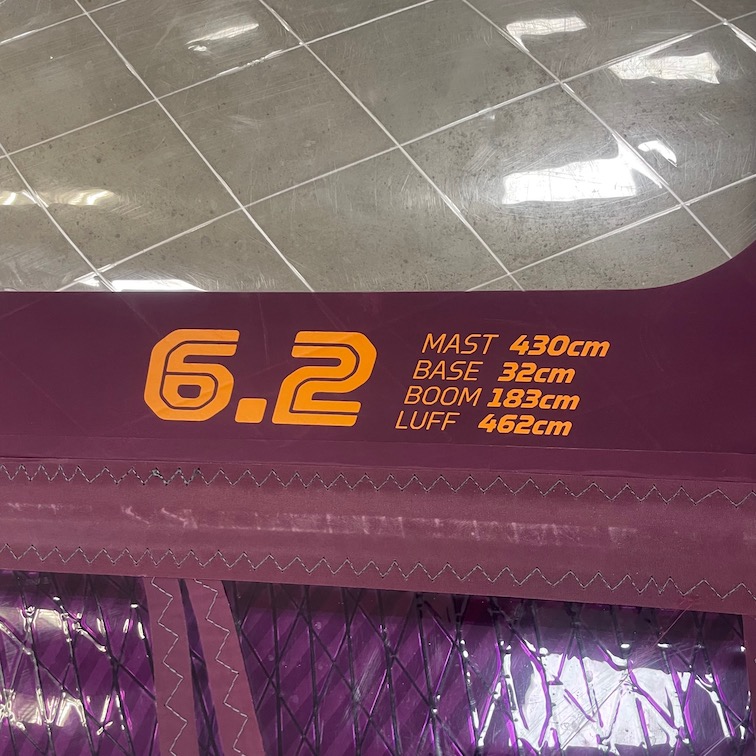 6.2
MAST 430cm
BASE 32cm
BOOM 183cm
LUFF 462cm